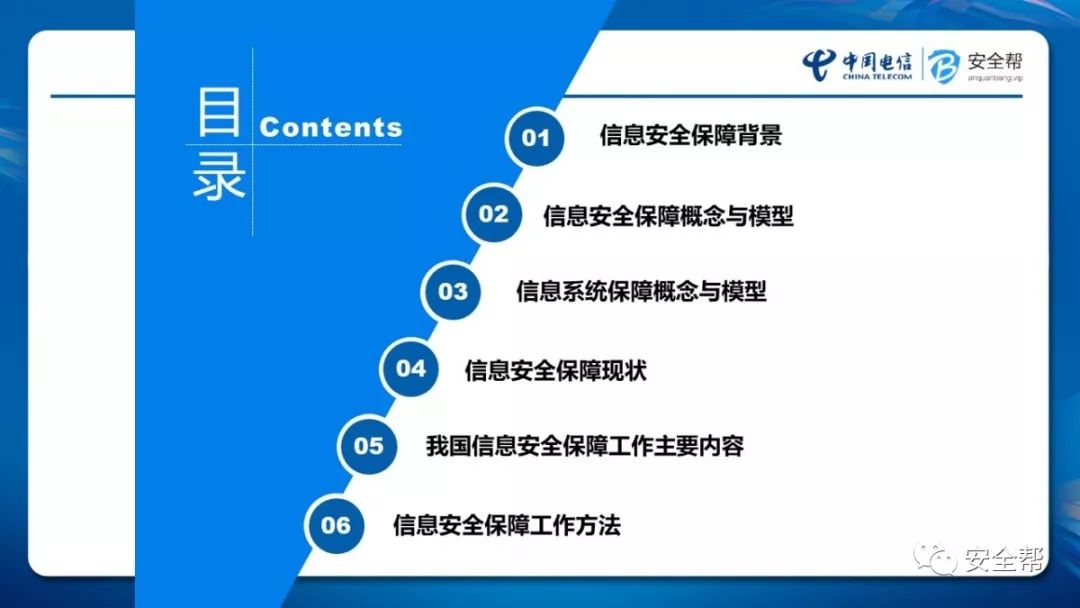 目录
Contents
中国电信
CHINA TELECOM
安全帮
anquanbang.vip
01 信息安全保障背景
02 信息安全保障概念与模型
03 信息系统保障概念与模型
04 信息安全保障现状
05 我国信息安全保障工作主要内容
06 信息安全保障工作方法
安全帮